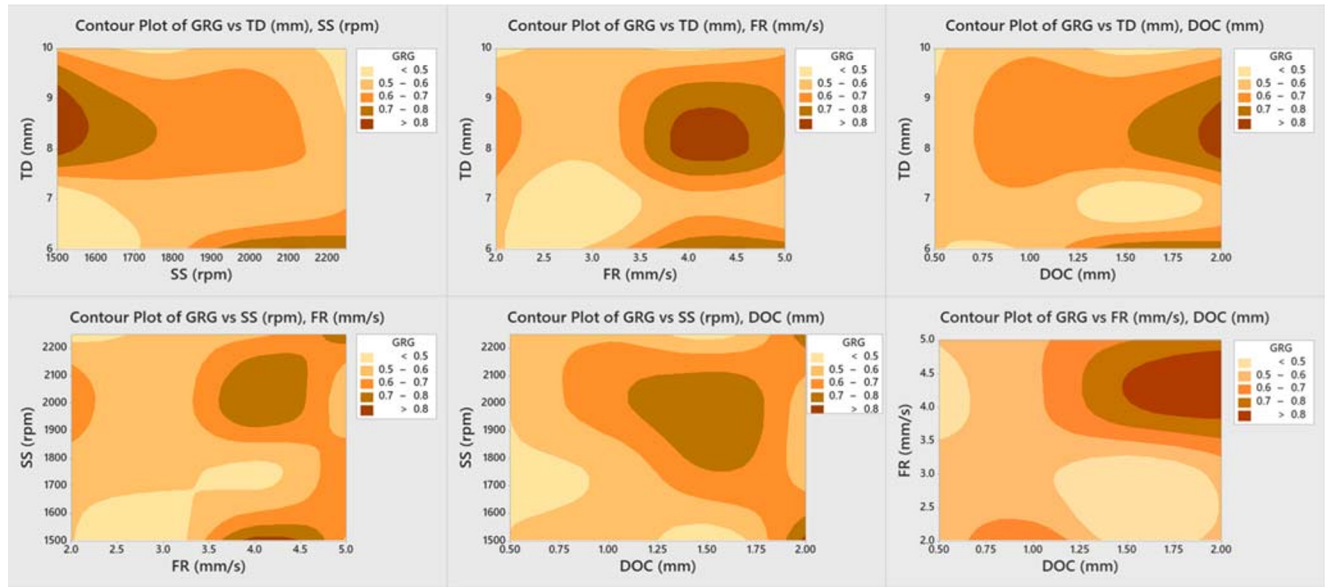 Contour Plot of GRG vs TD (mm), SS (rpm)
GRG
< 0.5
0.5 – 0.6
0.6 – 0.7
0.7 – 0.8
> 0.8
10
9
8
7
6
TD (mm)
1500 1600 1700 1800 1900 2000 2100 2200
SS (rpm)
Contour Plot of GRG vs TD (mm), FR (mm/s)
GRG
< 0.5
0.5 – 0.6
0.6 – 0.7
0.7 – 0.8
> 0.8
10
9
8
7
6
TD (mm)
2.0 2.5 3.0 3.5 4.0 4.5 5.0
FR (mm/s)
Contour Plot of GRG vs TD (mm), DOC (mm)
GRG
< 0.5
0.5 – 0.6
0.6 – 0.7
0.7 – 0.8
> 0.8
10
9
8
7
6
TD (mm)
0.50 0.75 1.00 1.25 1.50 1.75 2.00
DOC (mm)
Contour Plot of GRG vs SS (rpm), FR (mm/s)
GRG
< 0.5
0.5 – 0.6
0.6 – 0.7
0.7 – 0.8
> 0.8
2200
2100
2000
1900
1800
1700
1600
1500
SS (rpm)
2.0 2.5 3.0 3.5 4.0 4.5 5.0
FR (mm/s)
Contour Plot of GRG vs SS (rpm), DOC (mm)
GRG
< 0.5
0.5 – 0.6
0.6 – 0.7
0.7 – 0.8
> 0.8
2200
2100
2000
1900
1800
1700
1600
1500
SS (rpm)
0.50 0.75 1.00 1.25 1.50 1.75 2.00
DOC (mm)
Contour Plot of GRG vs FR (mm/s), DOC (mm)
GRG
< 0.5
0.5 – 0.6
0.6 – 0.7
0.7 – 0.8
> 0.8
5.0
4.5
4.0
3.5
3.0
2.5
2.0
FR (mm/s)
0.50 0.75 1.00 1.25 1.50 1.75 2.00
DOC (mm)